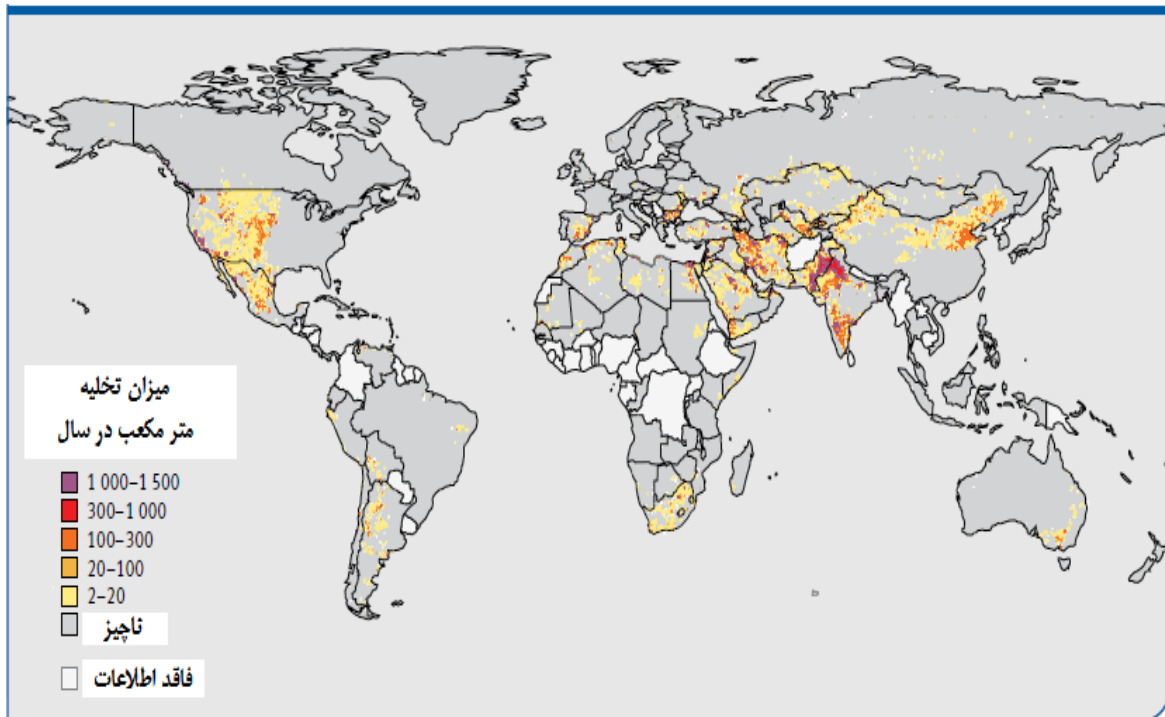 میزان تخلیه
متر مکعب در سال
1 000–1 500
300–1 000
100–300
20–100
2–20
ناچیز
فاقد اطلاعات